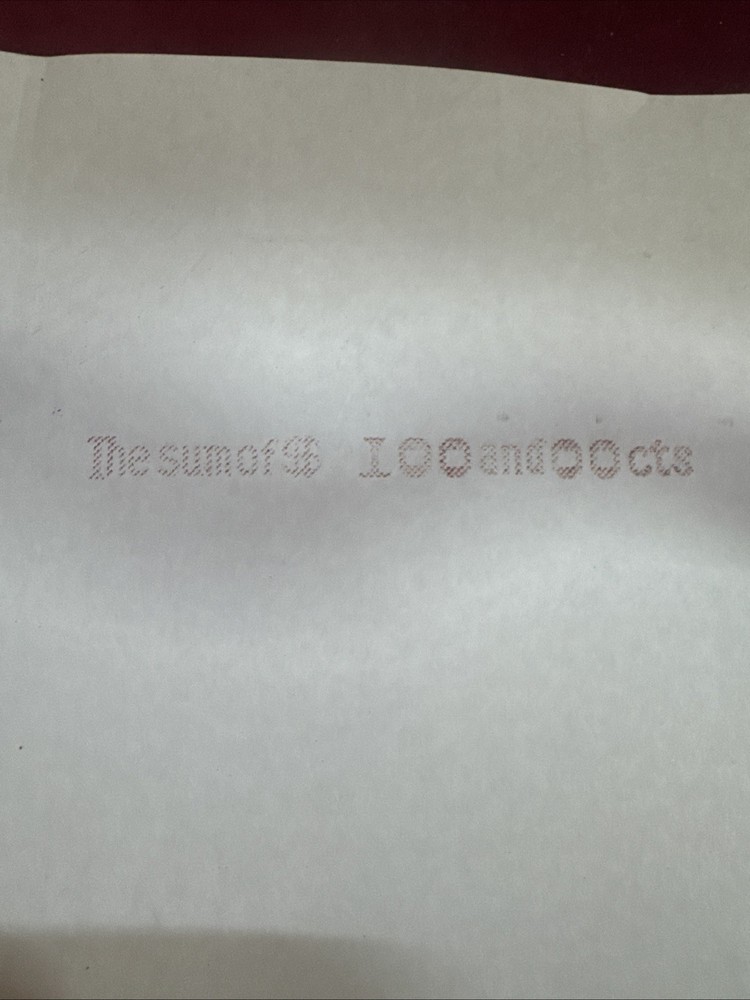 The sum of $ 100 and 00 cts